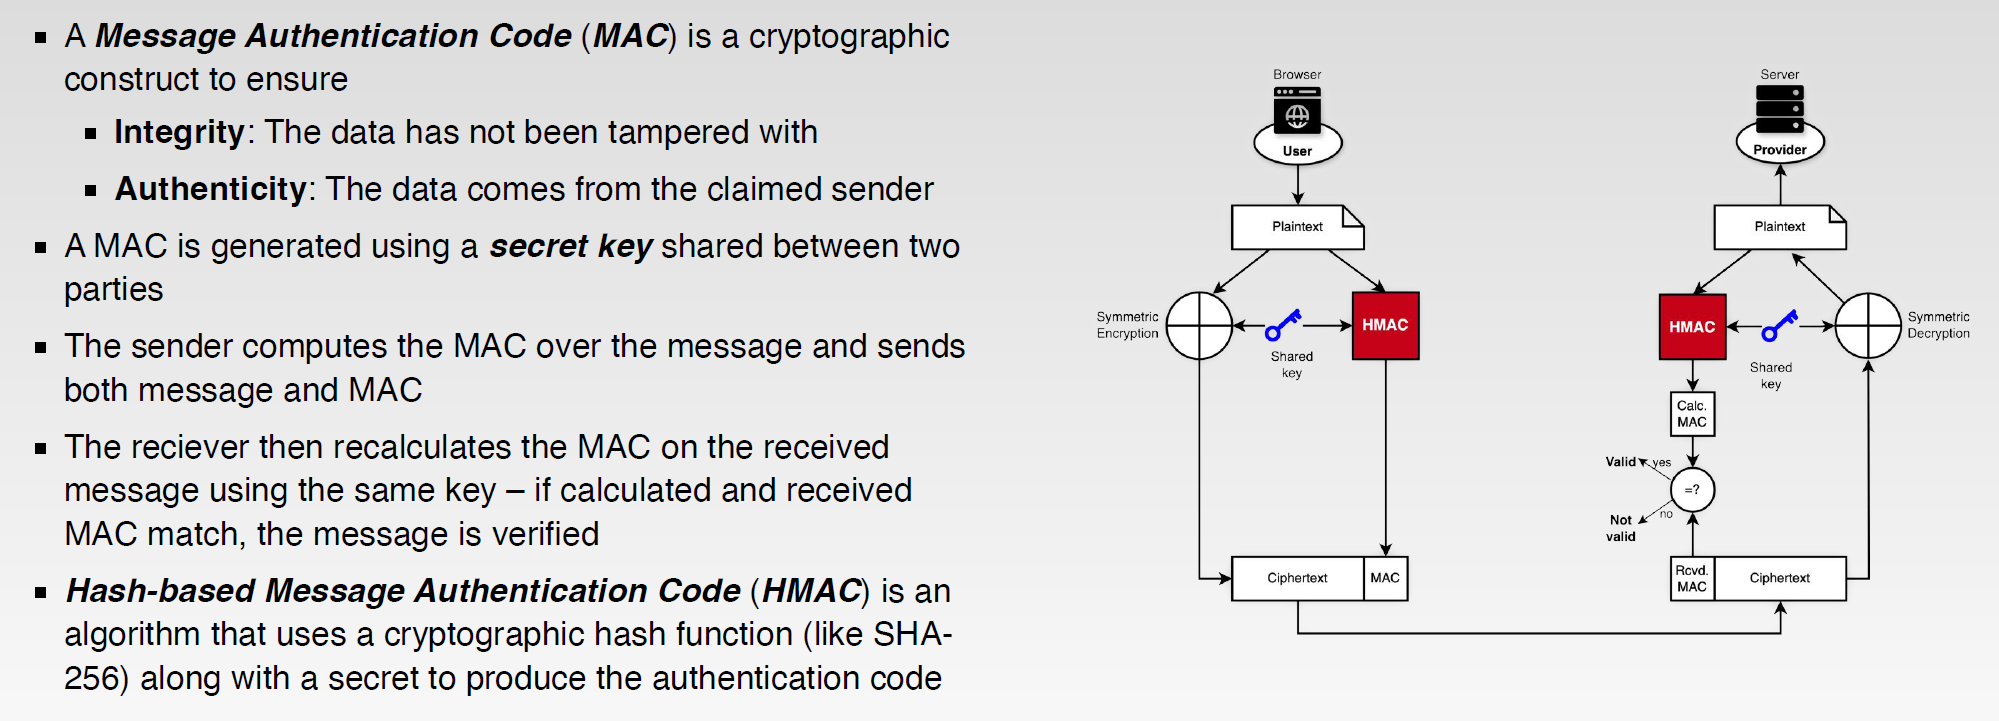 A Message Authentication Code (MAC) is a cryptographic
construct to ensure
Integrity: The data has not been tampered with
Authenticity: The data comes from the claimed sender
A MAC is generated using a secret key shared between two
parties
The sender computes the MAC over the message and sends
both message and MAC
The reciever then recalculates the MAC on the received
message using the same key – if calculated and received
MAC match, the message is verified
Hash-based Message Authentication Code (HMAC) is an
algorithm that uses a cryptographic hash function (like SHA-
256) along with a secret to produce the authentication code
Browser
User
Plaintext
Symmetric
Encryption
Shared
key
HMAC
Ciphertext
MAC
Server
Provider
Plaintext
HMAC
Shared
key
Symmetric
Decryption
Calc.
MAC
Valid
yes
=?
no
Not
valid
Rcvd.
MAC
Ciphertext